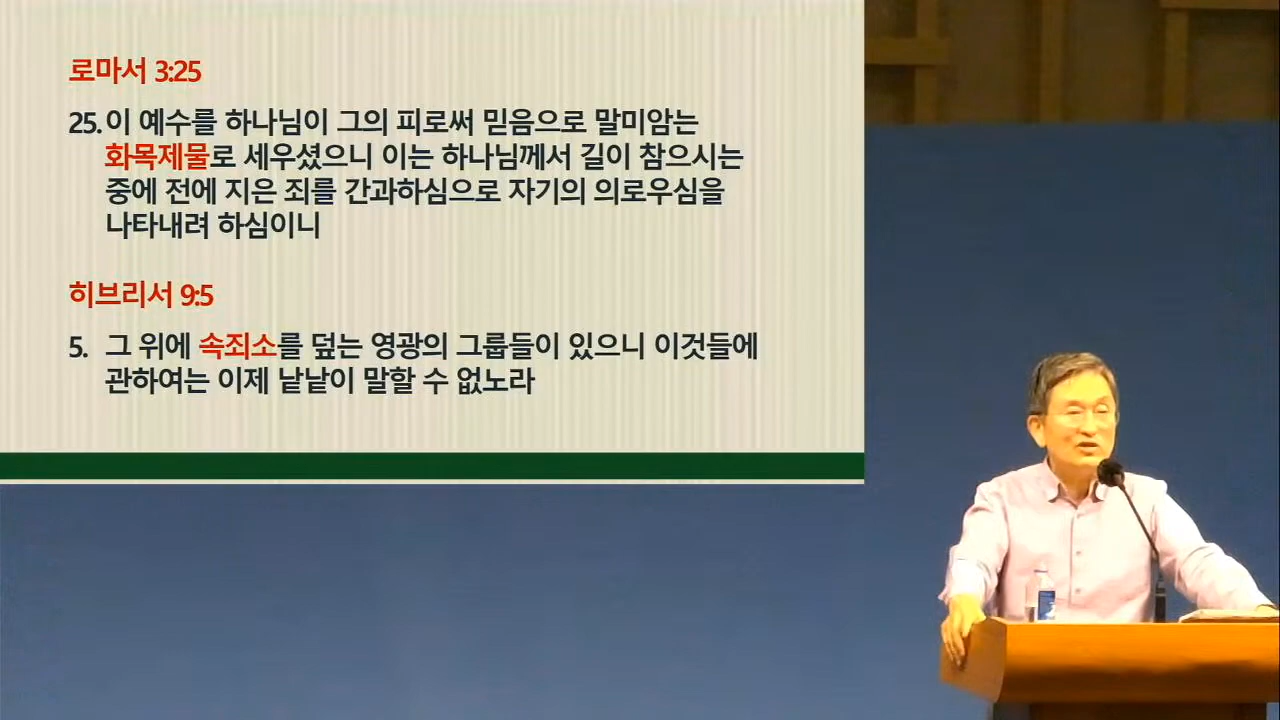 로마서 3:25
25. 이 예수를 하나님이 그의 피로써 믿음으로 말미암는
화목제물로 세우셨으니 이는 하나님께서 길이 참으시는
중에 전에 지은 죄를 간과하심으로 자기의 의로우심을
나타내려 하심이니
히브리서 9:5
5. 그 위에 속죄소를 덮는 영광의 그룹들이 있으니 이것들에
관하여는 이제 낱낱이 말할 수 없노라